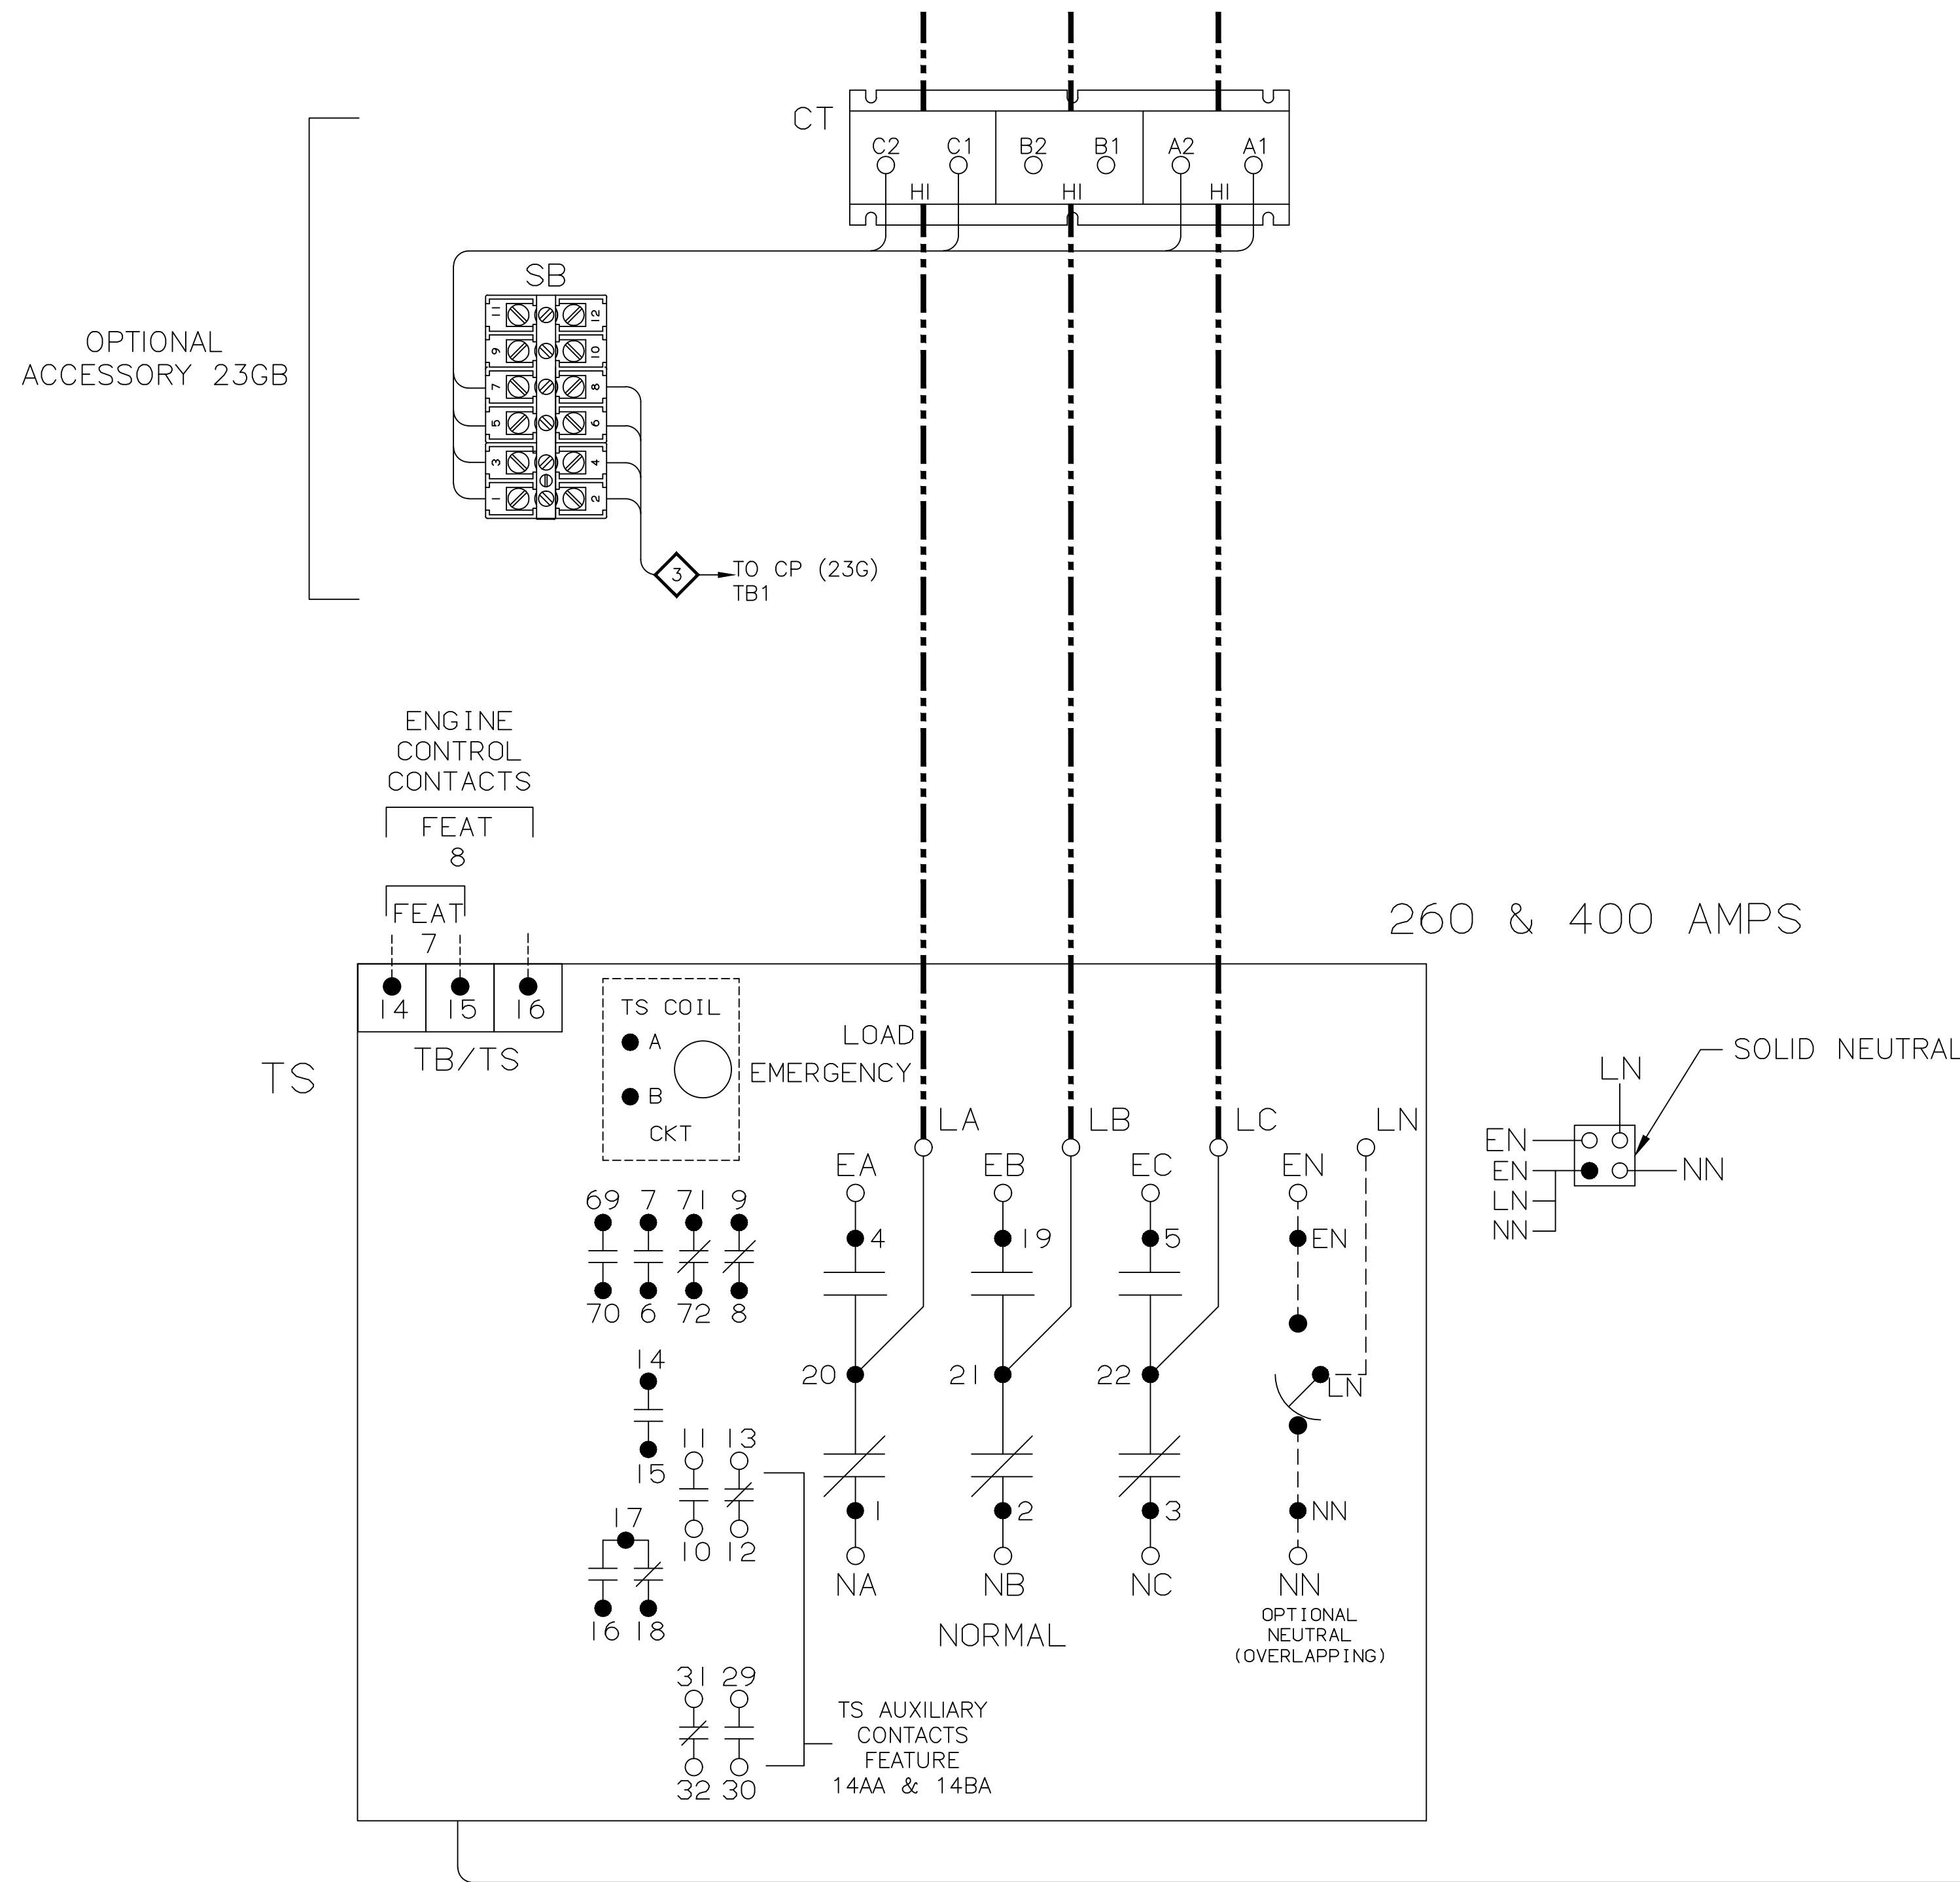 CT
C2 C1 B2 B1 A2 A1
HI HI HI
OPTIONAL
ACCESSORY 23GB
SB
11 12
9 10
7 8
5 6
3 4
1 2
3
TO CP (23G)
TB1
ENGINE
CONTROL
CONTACTS
FEAT
8
FEAT
7
260 & 400 AMPS
14 15 16
TB/TS
TS
TS COIL
A
B
CKT
LOAD
EMERGENCY
LA LB LC LN
EA EB EC EN
4 19 5 EN
69 7 71 9
70 6 72 8
14
15
20 21 22 LN
11 13
10 12
17
16 18
1 2 3 NN
NA NB NC NN
NORMAL
OPTIONAL
NEUTRAL
(OVERLAPPING)
31 29
32 30
TS AUXILIARY
CONTACTS
FEATURE
14AA & 14BA
SOLID NEUTRAL
LN
EN
EN NN
LN
NN